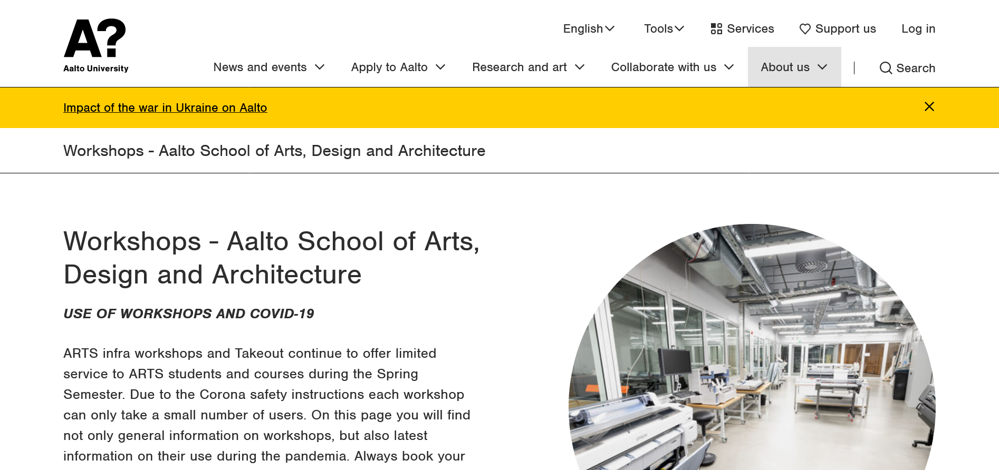 A?
Aalto University
English
Tools
Services
Support us
Log in
News and events
Apply to Aalto
Research and art
Collaborate with us
About us
Search
Impact of the war in Ukraine on Aalto
Workshops - Aalto School of Arts, Design and Architecture
Workshops - Aalto School of Arts,
Design and Architecture
USE OF WORKSHOPS AND COVID-19
ARTS infra workshops and Takeout continue to offer limited
service to ARTS students and courses during the Spring
Semester. Due to the Corona safety instructions each workshop
can only take a small number of users. On this page you will find
not only general information on workshops, but also latest
information on their use during the pandemia. Always book your
EPSON